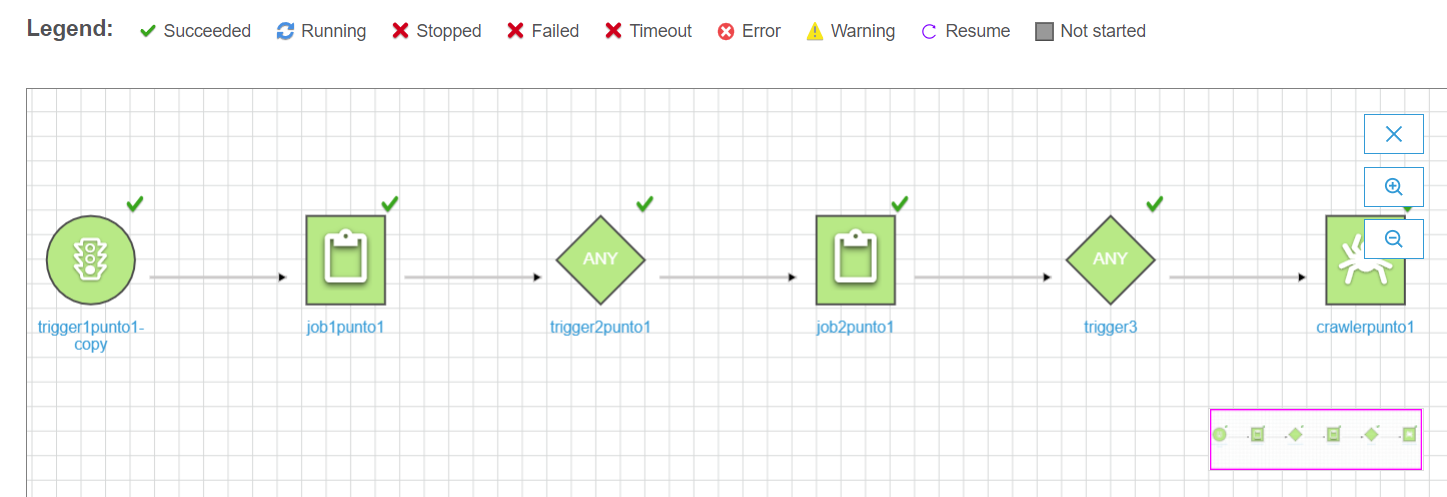 Legend: Succeeded Running Stopped Failed Timeout Error Warning Resume Not started
ANY ANY
trigger1punto1- job1punto1 trigger2punto1 job2punto1 trigger3 crawlerpunto1
copy